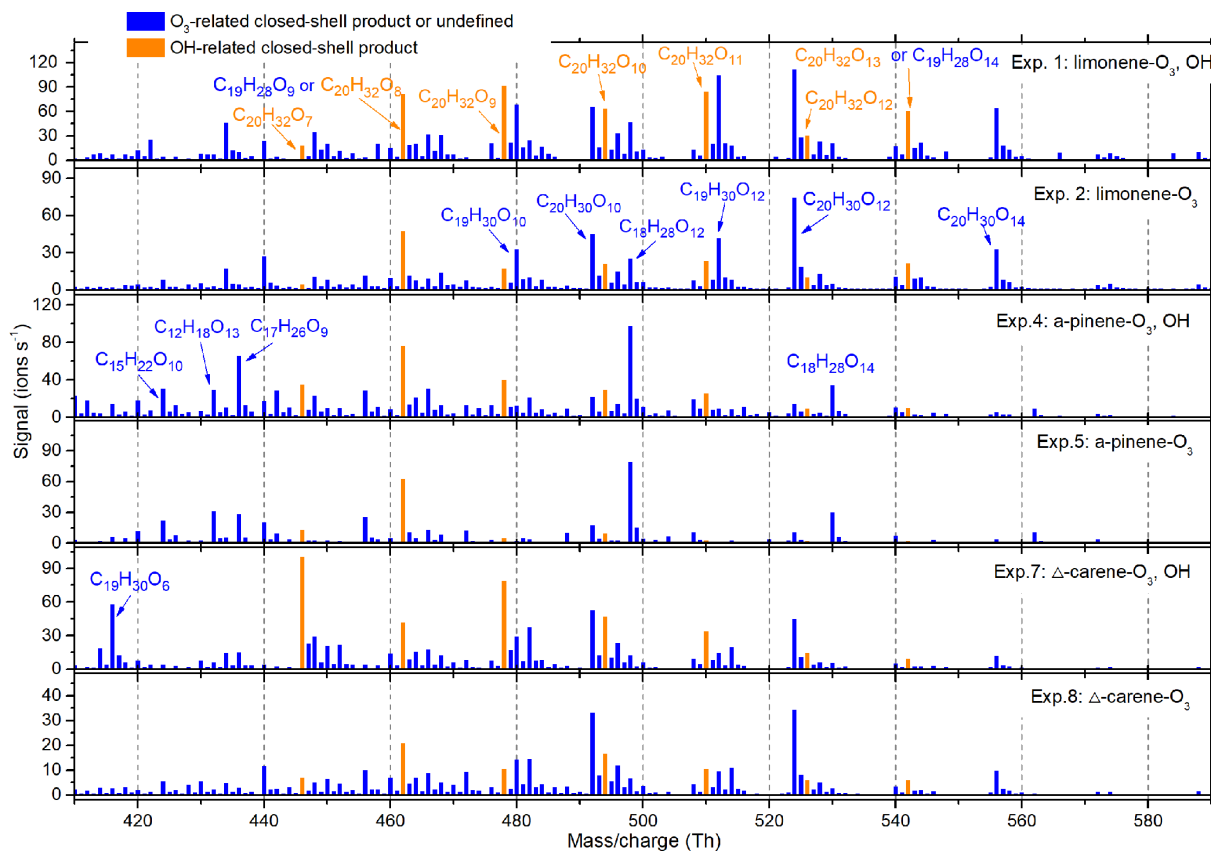 O₃-related closed-shell product or undefined
OH-related closed-shell product
Exp. 1: limonene-O₃, OH
C₁₉H₂₈O₉ or C₂₀H₃₂O₈
C₂₀H₃₂O₇
C₂₀H₃₂O₉
C₂₀H₃₂O₁₀
C₂₀H₃₂O₁₁
C₂₀H₃₂O₁₃ or C₁₉H₂₈O₁₄
C₂₀H₃₂O₁₂
120
90
60
30
0
Exp. 2: limonene-O₃
C₁₉H₃₀O₁₀
C₂₀H₃₀O₁₀
C₁₈H₂₈O₁₂
C₁₉H₃₀O₁₂
C₂₀H₃₀O₁₂
C₂₀H₃₀O₁₄
90
60
30
0
Exp.4: a-pinene-O₃, OH
C₁₅H₂₂O₁₀
C₁₂H₁₈O₁₃
C₁₇H₂₆O₉
C₁₈H₂₈O₁₄
120
80
40
0
Exp.5: a-pinene-O₃
90
60
30
0
Exp.7: △-carene-O₃, OH
C₁₉H₃₀O₆
90
60
30
0
Exp.8: △-carene-O₃
40
30
20
10
0
Signal (ions s⁻¹)
420 440 460 480 500 520 540 560 580
Mass/charge (Th)